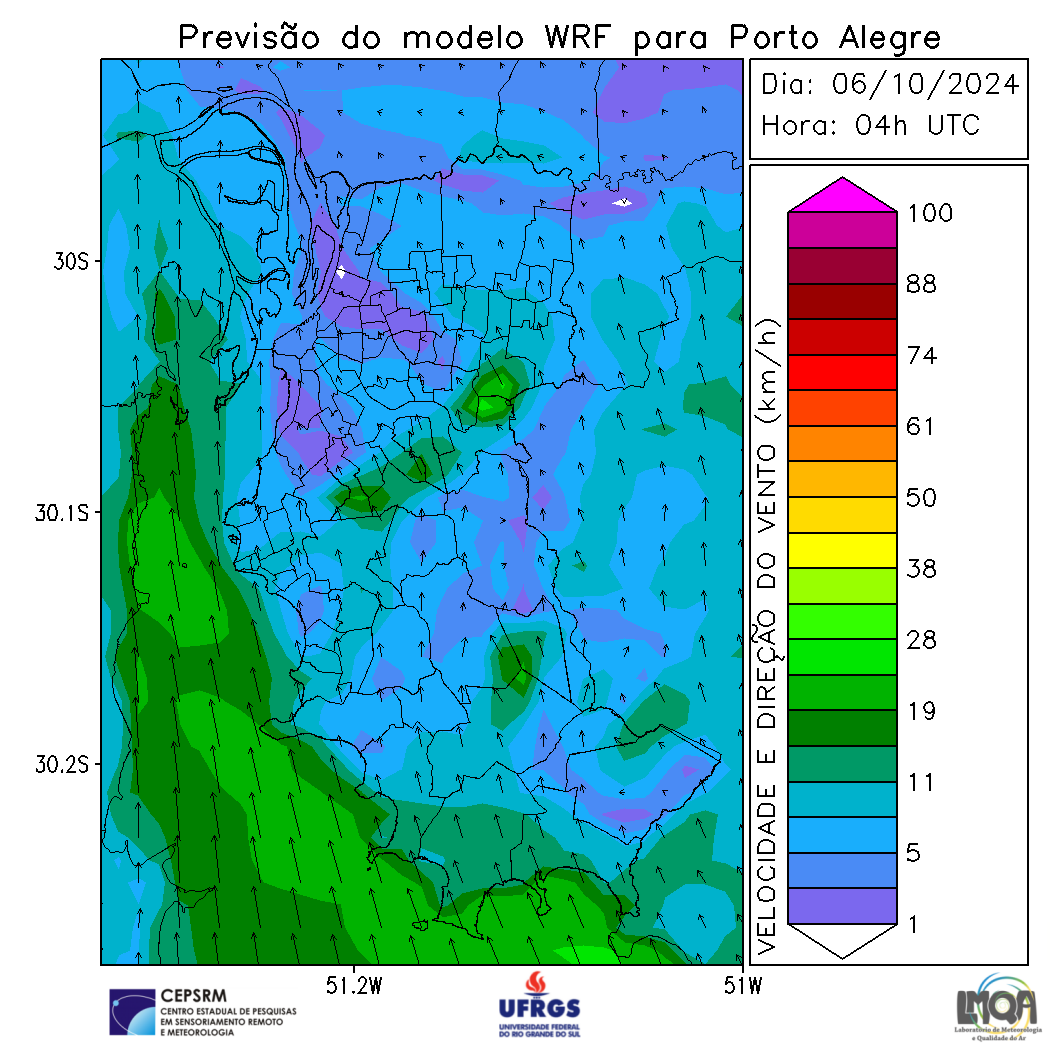 Previsão do modelo WRF para Porto Alegre
Dia: 06/10/2024
Hora: 04h UTC
30S
30.1S
30.2S
51.2W
51W
VELOCIDADE E DIREÇÃO DO VENTO (km/h)
100
88
74
61
50
38
28
19
11
5
1
CEPSRM
CENTRO ESTADUAL DE PESQUISAS
EM SENSORIAMENTO REMOTO
E METEOROLOGIA
UFRGS
UNIVERSIDADE FEDERAL
DO RIO GRANDE DO SUL
LMQA
Laboratório de Meteorologia
e Qualidade do Ar